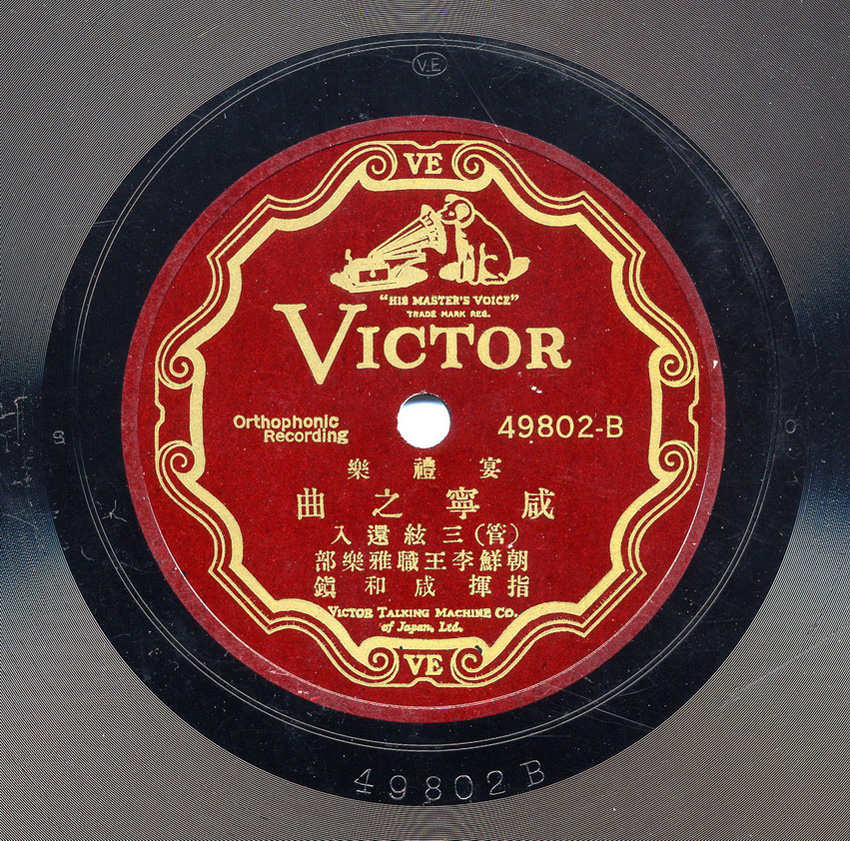 V.E
VE
"HIS MASTER'S VOICE"
TRADE MARK REG.
VICTOR
Orthophonic
Recording
49802-B
宴禮樂
咸寧之曲
(管)三絃還入
朝鮮李王職雅樂部
指揮 咸和鎭
VICTOR TALKING MACHINE CO.
of Japan, Ltd.
VE
49802 B